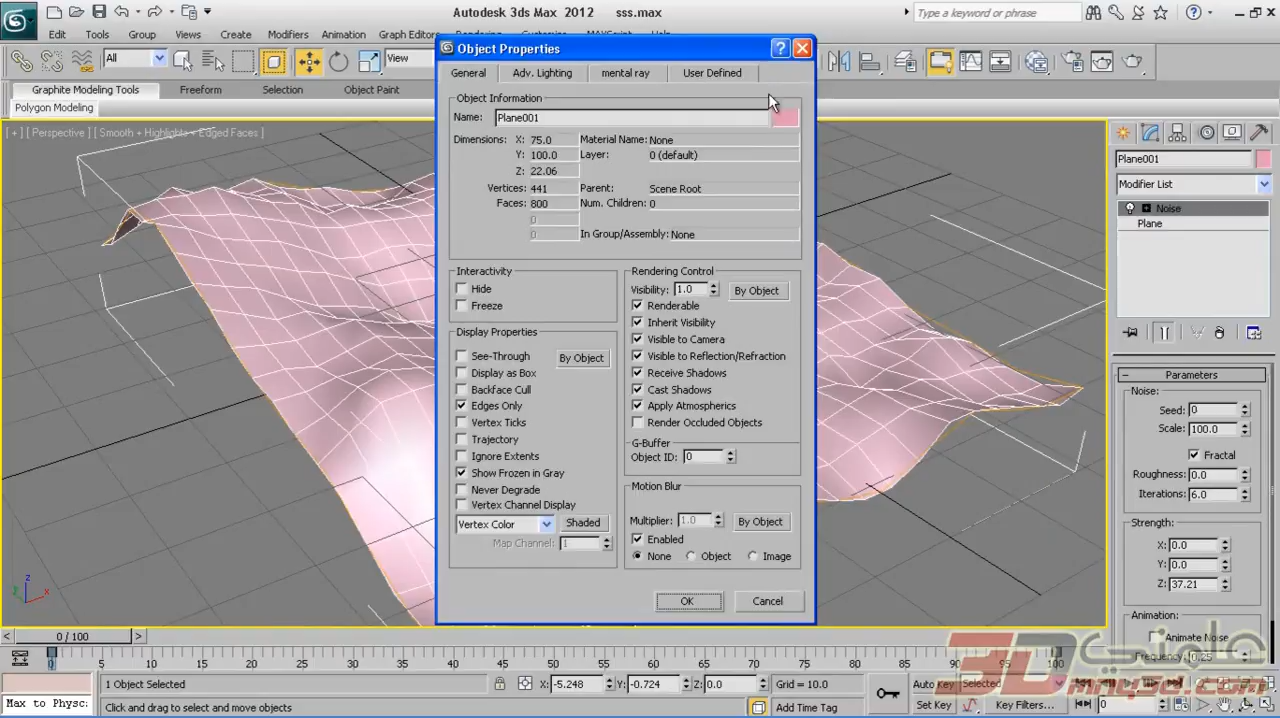 Autodesk 3ds Max 2012    sss.max
Type a keyword or phrase
Edit Tools Group Views Create Modifiers Animation Graph Editors
All
View
Graphite Modeling Tools Freeform Selection Object Paint
Polygon Modeling
[ + ] [ Perspective ] [ Smooth + Highlights + Edged Faces ]
Object Properties
General Adv. Lighting mental ray User Defined
Object Information
Name: Plane001
Dimensions: X: 75.0 Material Name: None
Y: 100.0 Layer: 0 (default)
Z: 22.06
Vertices: 441 Parent: Scene Root
Faces: 800 Num. Children: 0
0
0 In Group/Assembly: None
Interactivity
Hide
Freeze
Display Properties
See-Through By Object
Display as Box
Backface Cull
Edges Only
Vertex Ticks
Trajectory
Ignore Extents
Show Frozen in Gray
Never Degrade
Vertex Channel Display
Vertex Color Shaded
Map Channel: 1
Rendering Control
Visibility: 1.0 By Object
Renderable
Inherit Visibility
Visible to Camera
Visible to Reflection/Refraction
Receive Shadows
Cast Shadows
Apply Atmospherics
Render Occluded Objects
G-Buffer
Object ID: 0
Motion Blur
Multiplier: 1.0 By Object
Enabled
None Object Image
OK Cancel
Plane001
Modifier List
Noise
Plane
Parameters
Noise:
Seed: 0
Scale: 100.0
Fractal
Roughness: 0.0
Iterations: 6.0
Strength:
X: 0.0
Y: 0.0
Z: 37.21
Animation:
Animate Noise
Frequency: 0.25
z
x
< 0 / 100 >
0 5 10 15 20 25 30 35 40 45 50 55 60 65 70 75 80 85 90 95 100
1 Object Selected X: -5.248 Y: -0.724 Z: 0.0 Grid = 10.0 Auto Key Selected
Max to Physc: Click and drag to select and move objects Add Time Tag Set Key Key Filters... 0